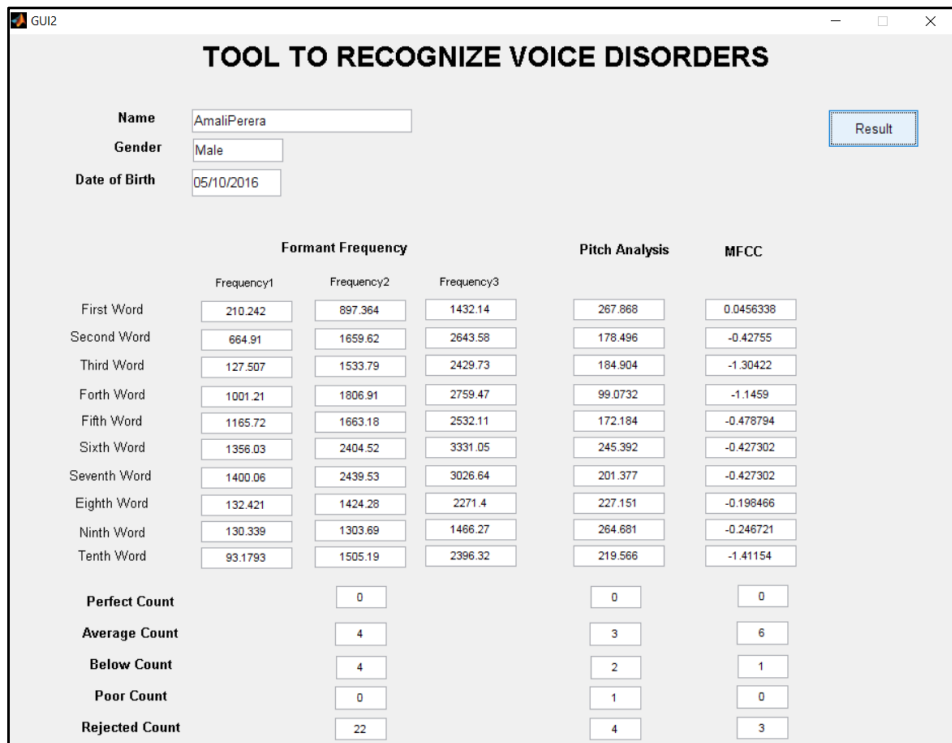 GUI2
TOOL TO RECOGNIZE VOICE DISORDERS
Name AmaliPerera Result
Gender Male
Date of Birth 05/10/2016
Formant Frequency Pitch Analysis MFCC
Frequency1 Frequency2 Frequency3
First Word 210.242 897.364 1432.14 267.868 0.0456338
Second Word 664.91 1659.62 2643.58 178.496 -0.42755
Third Word 127.507 1533.79 2429.73 184.904 -1.30422
Forth Word 1001.21 1806.91 2759.47 99.0732 -1.1459
Fifth Word 1165.72 1663.18 2532.11 172.184 -0.478794
Sixth Word 1356.03 2404.52 3331.05 245.392 -0.427302
Seventh Word 1400.06 2439.53 3026.64 201.377 -0.427302
Eighth Word 132.421 1424.28 2271.4 227.151 -0.198466
Ninth Word 130.339 1303.69 1466.27 264.681 -0.246721
Tenth Word 93.1793 1505.19 2396.32 219.566 -1.41154
Perfect Count 0 0 0
Average Count 4 3 6
Below Count 4 2 1
Poor Count 0 1 0
Rejected Count 22 4 3